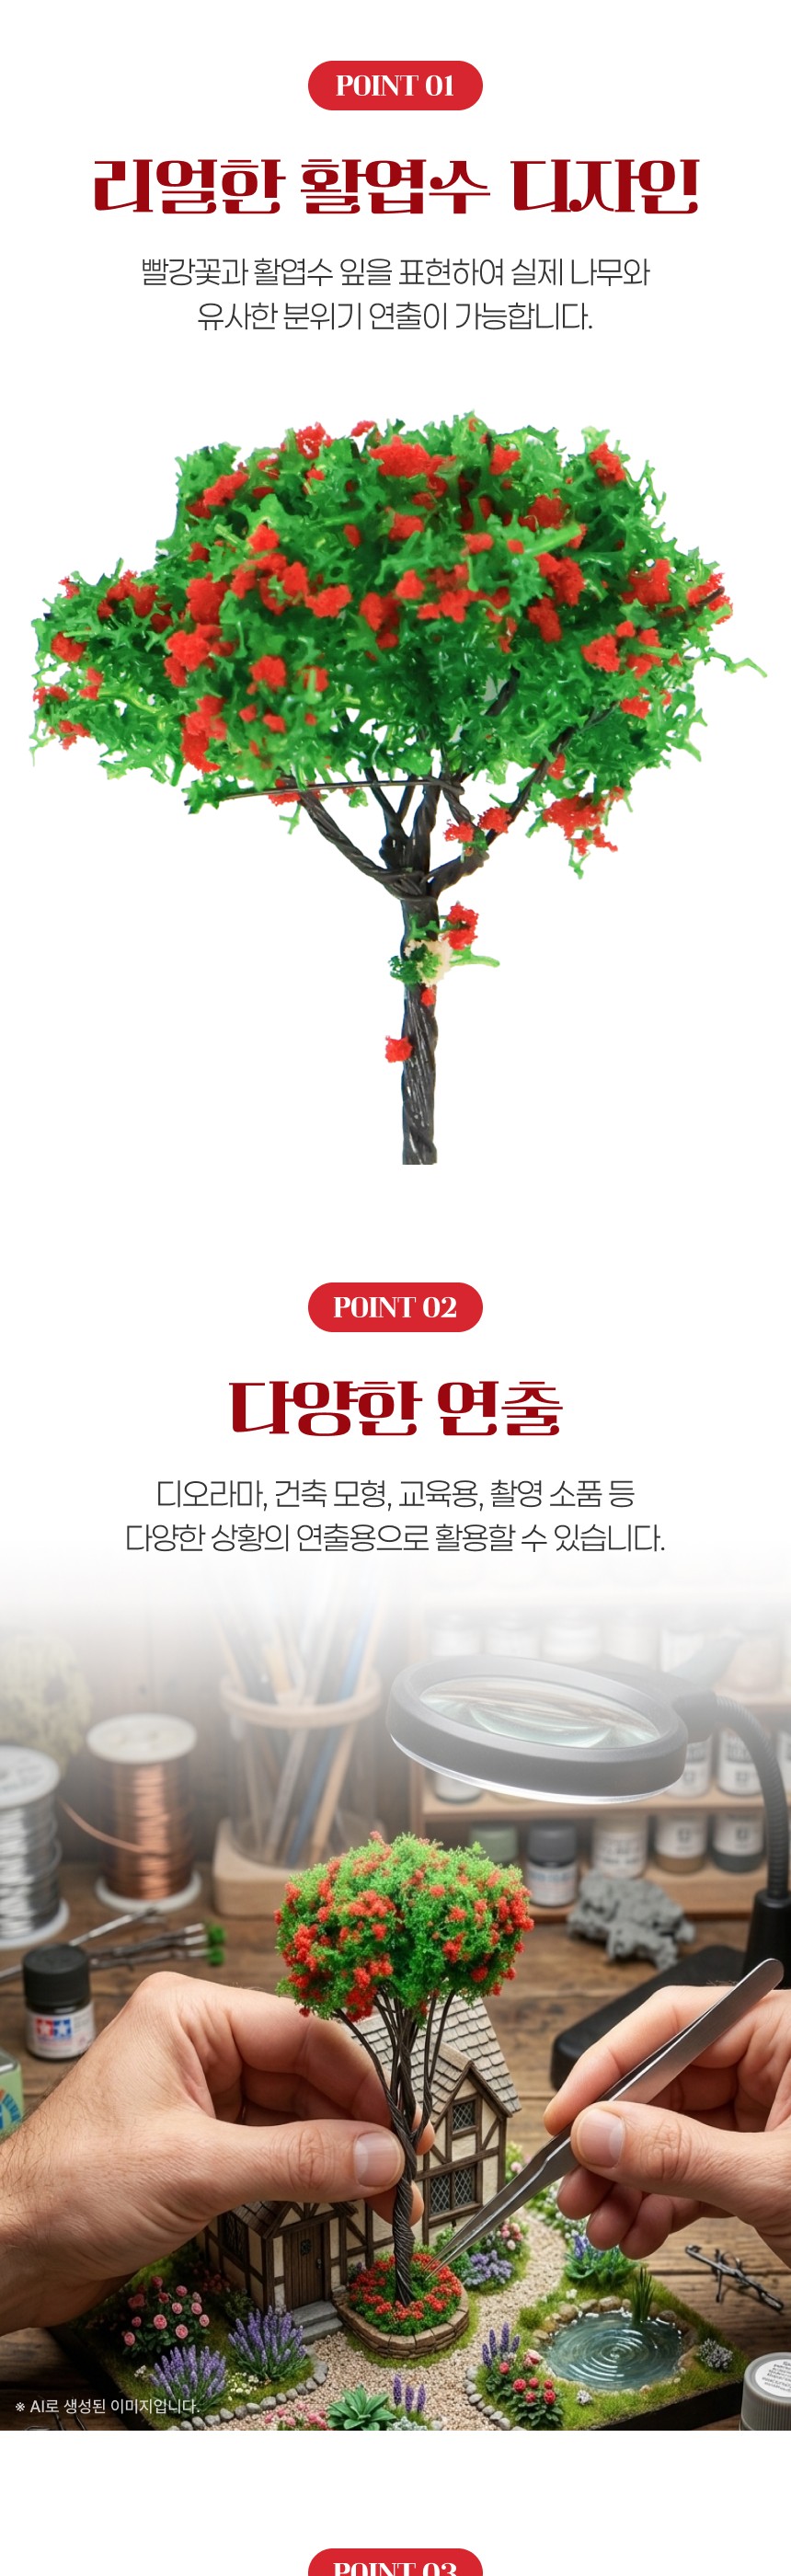 POINT 01
리얼한 활엽수 디자인
빨강꽃과 활엽수 잎을 표현하여 실제 나무와
유사한 분위기 연출이 가능합니다.
POINT 02
다양한 연출
디오라마, 건축 모형, 교육용, 촬영 소품 등
다양한 상황의 연출용으로 활용할 수 있습니다.
※ AI로 생성된 이미지입니다.
POINT 03